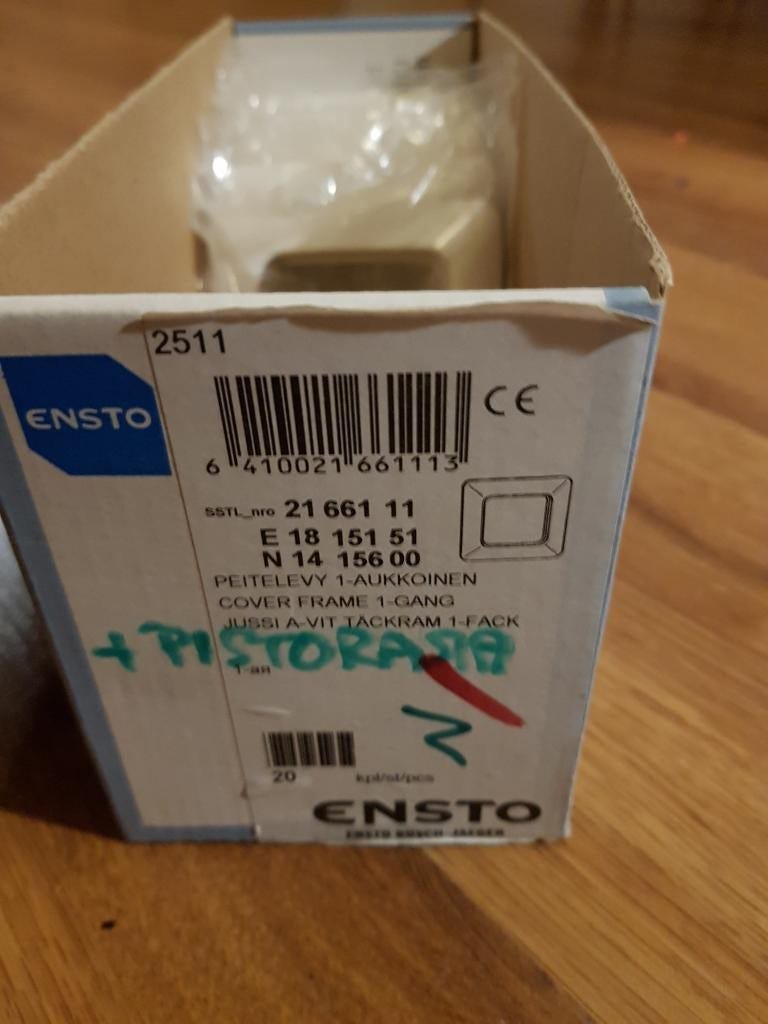 2511
ENSTO
CE
6 410021 661113
SSTL_nro 21 661 11
E 18 151 51
N 14 156 00
PEITELEVY 1-AUKKOINEN
COVER FRAME 1-GANG
JUSSI A-VIT TÄCKRAM 1-FACK
+ PISTORASIA
1-ая
20 kpl/st/pcs
ENSTO
ENSTO BUSCH-JAEGER